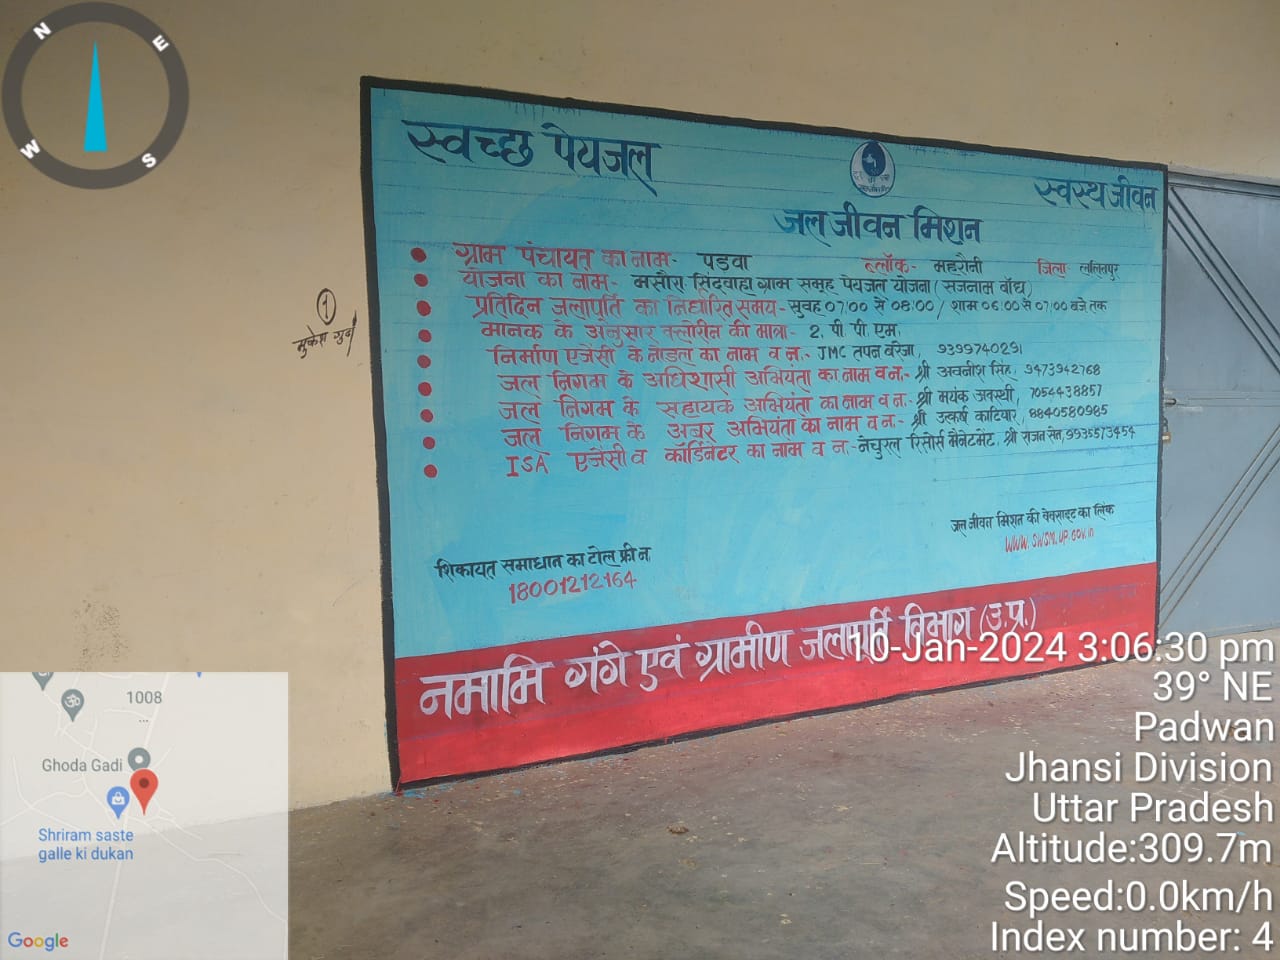 स्वच्छ पेयजल
स्वस्थ जीवन
जल जीवन मिशन
ग्राम पंचायत का नाम- पडवा ब्लॉक- महरौनी जिला ललितपुर
योजना का नाम- मसौरा सिंदवाहा ग्राम समूह पेयजल योजना (सजनाम बाँध)
प्रतिदिन जलापूर्ति का निर्धारित समय- सुबह 07:00 से 08:00 / शाम 06:00 से 07:00 बजे तक
मानक के अनुसार क्लोरीन की मात्रा- 2. पी. पी. एम.
निर्माण एजेंसी के नोडल का नाम व न.- JMC तपन बरेजा, 9399740291
जल निगम के अधिशासी अभियंता का नाम व न.- श्री अवनीश सिंह, 9473942768
जल निगम के सहायक अभियंता का नाम व न.- श्री मयंक अवस्थी, 7054438857
जल निगम के अवर अभियंता का नाम व न.- श्री उत्कर्ष कटियार, 8840580985
ISA एजेंसी व कॉर्डिनेटर का नाम व न.- नेचुरल रिसोर्स मैनेटमेंट, श्री राजन सेन, 9935573454
जल जीवन मिशन की वेबसाइट का लिंक
www.swsm.up.gov.in
शिकायत समाधान का टोल फ्री न.
18001212164
नमामि गंगे एवं ग्रामीण जलापूर्ति विभाग (उ.प्र.)
1
मुकेश
N
E
W
S
1008
...
Ghoda Gadi
Shriram saste
galle ki dukan
Google
10-Jan-2024 3:06:30 pm
39° NE
Padwan
Jhansi Division
Uttar Pradesh
Altitude:309.7m
Speed:0.0km/h
Index number: 4